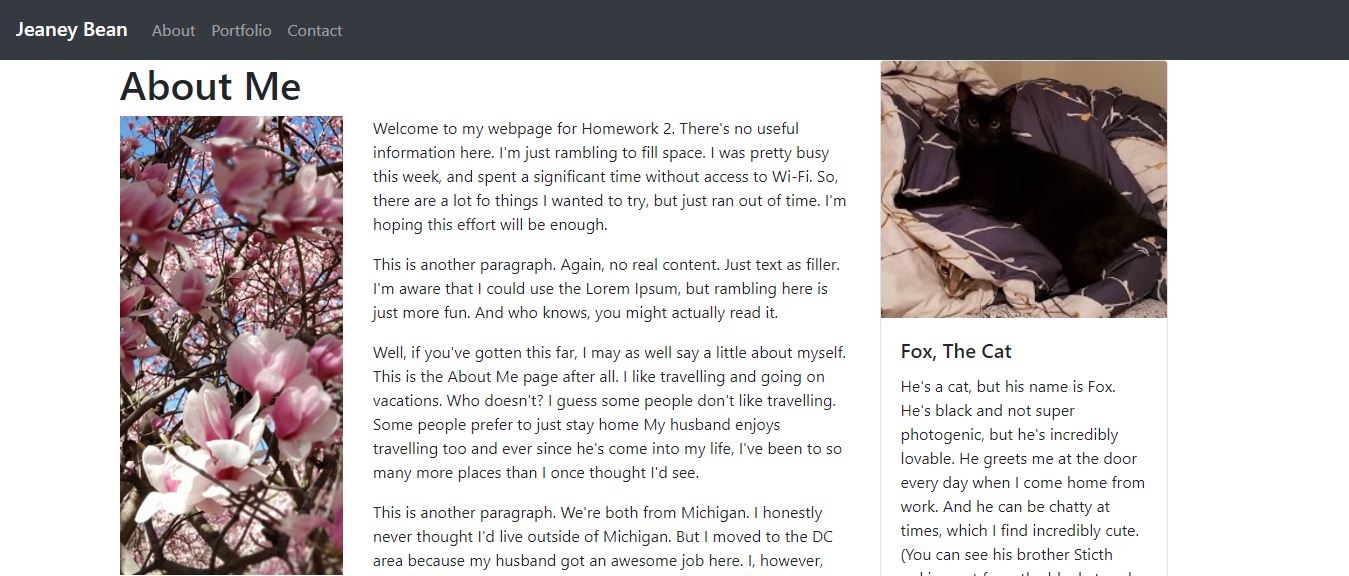 Jeaney Bean About Portfolio Contact
About Me
Welcome to my webpage for Homework 2. There's no useful
information here. I'm just rambling to fill space. I was pretty busy
this week, and spent a significant time without access to Wi-Fi. So,
there are a lot fo things I wanted to try, but just ran out of time. I'm
hoping this effort will be enough.
This is another paragraph. Again, no real content. Just text as filler.
I'm aware that I could use the Lorem Ipsum, but rambling here is
just more fun. And who knows, you might actually read it.
Well, if you've gotten this far, I may as well say a little about myself.
This is the About Me page after all. I like travelling and going on
vacations. Who doesn't? I guess some people don't like travelling.
Some people prefer to just stay home My husband enjoys
travelling too and ever since he's come into my life, I've been to so
many more places than I once thought I'd see.
This is another paragraph. We're both from Michigan. I honestly
never thought I'd live outside of Michigan. But I moved to the DC
area because my husband got an awesome job here. I, however,
Fox, The Cat
He's a cat, but his name is Fox.
He's black and not super
photogenic, but he's incredibly
lovable. He greets me at the door
every day when I come home from
work. And he can be chatty at
times, which I find incredibly cute.
(You can see his brother Sticth